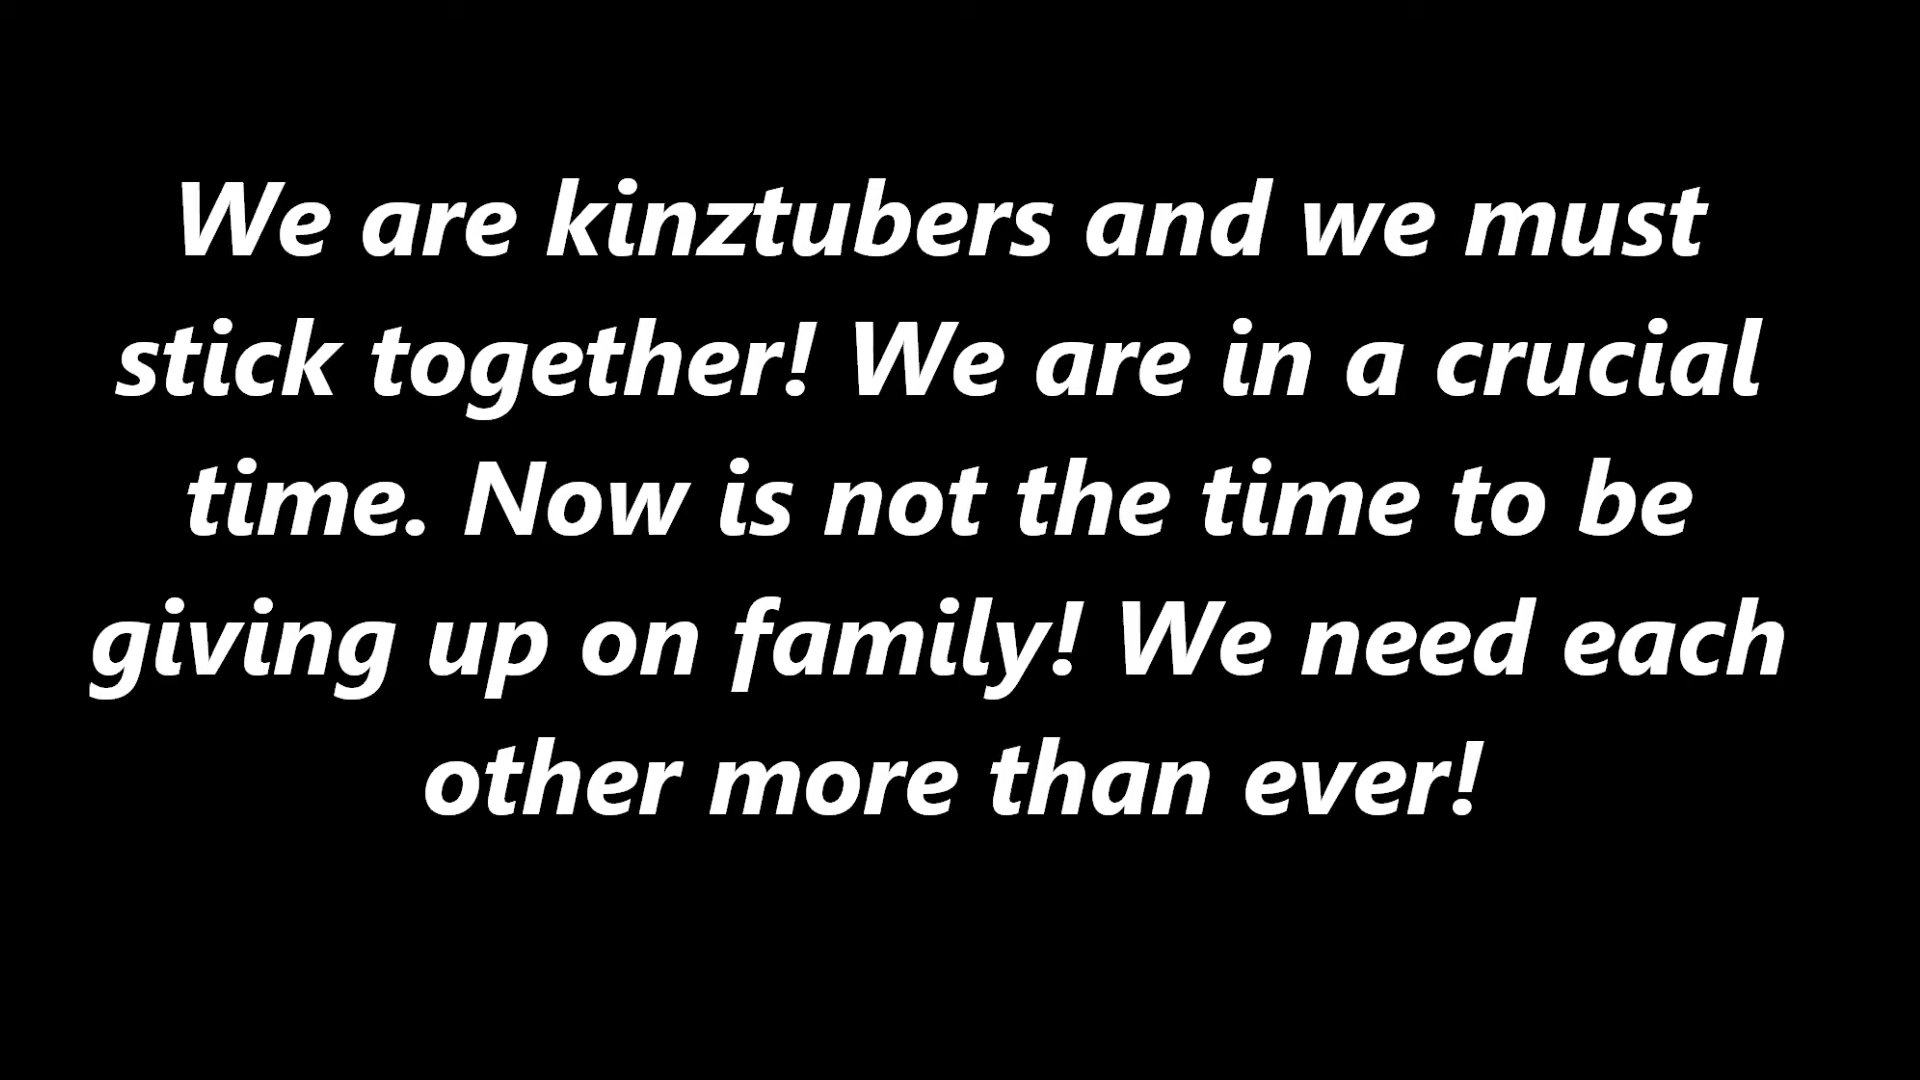 We are kinztubers and we must
stick together! We are in a crucial
time. Now is not the time to be
giving up on family! We need each
other more than ever!